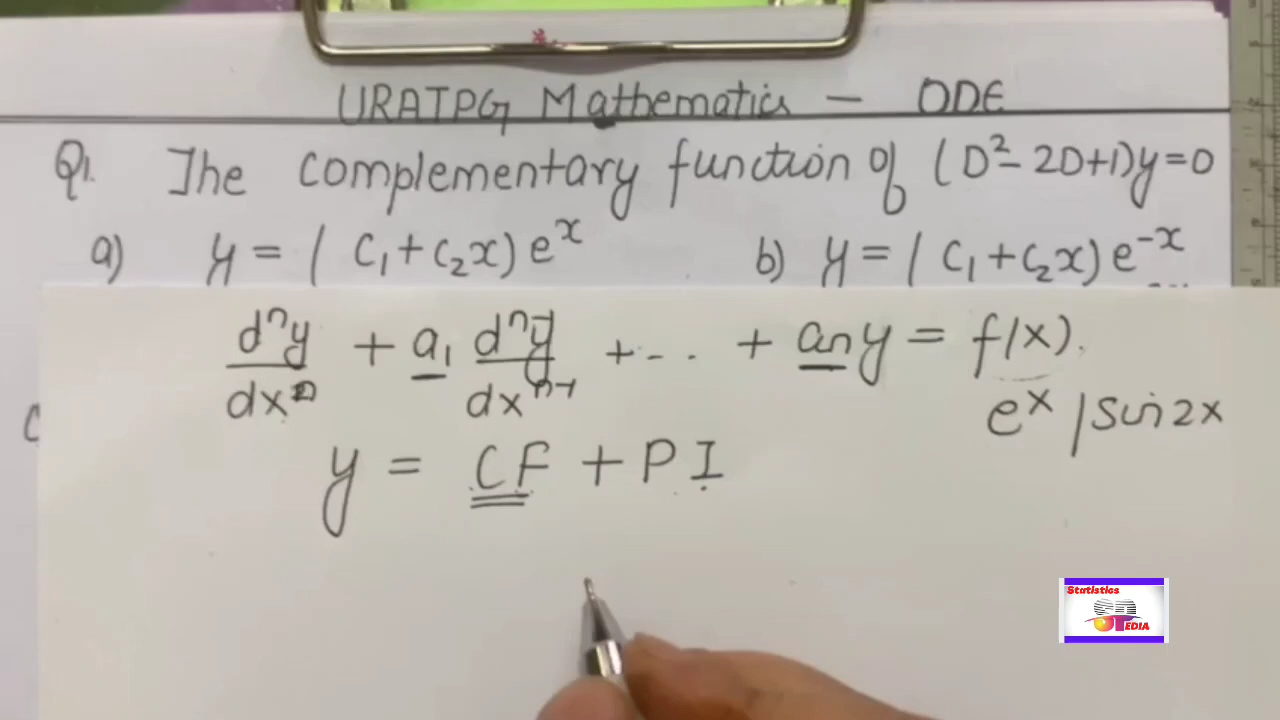 URATPG Mathematics - ODE
Q1. The complementary function of (D²- 2D+1)y=0
a) y = ( C₁+ C₂x) eˣ b) y = ( C₁+C₂x) e⁻ˣ
dⁿy/dxⁿ + a₁ dⁿ⁻¹y/dxⁿ⁻¹ +... + aₙy = f(x).
eˣ / Sin 2x
y = CF + PI
Statistics
PEDIA